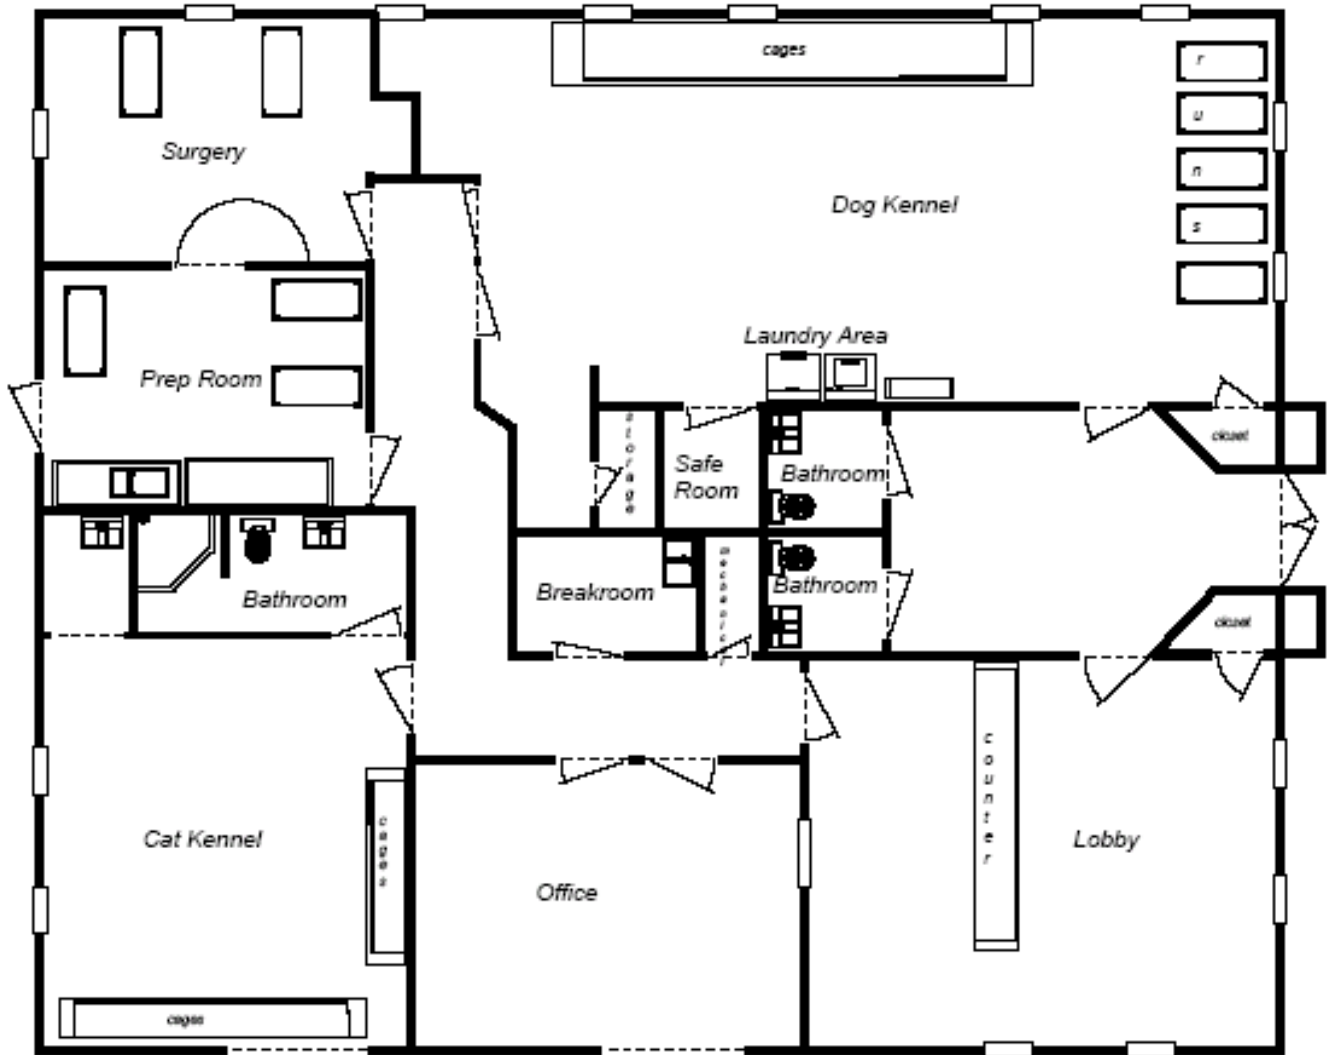 cages
r
u
n
s
Surgery
Dog Kennel
Laundry Area
Prep Room
storage
Safe
Room
Bathroom
closet
Bathroom
Breakroom
Bathroom
closet
counter
Cat Kennel
cages
Office
Lobby
cages